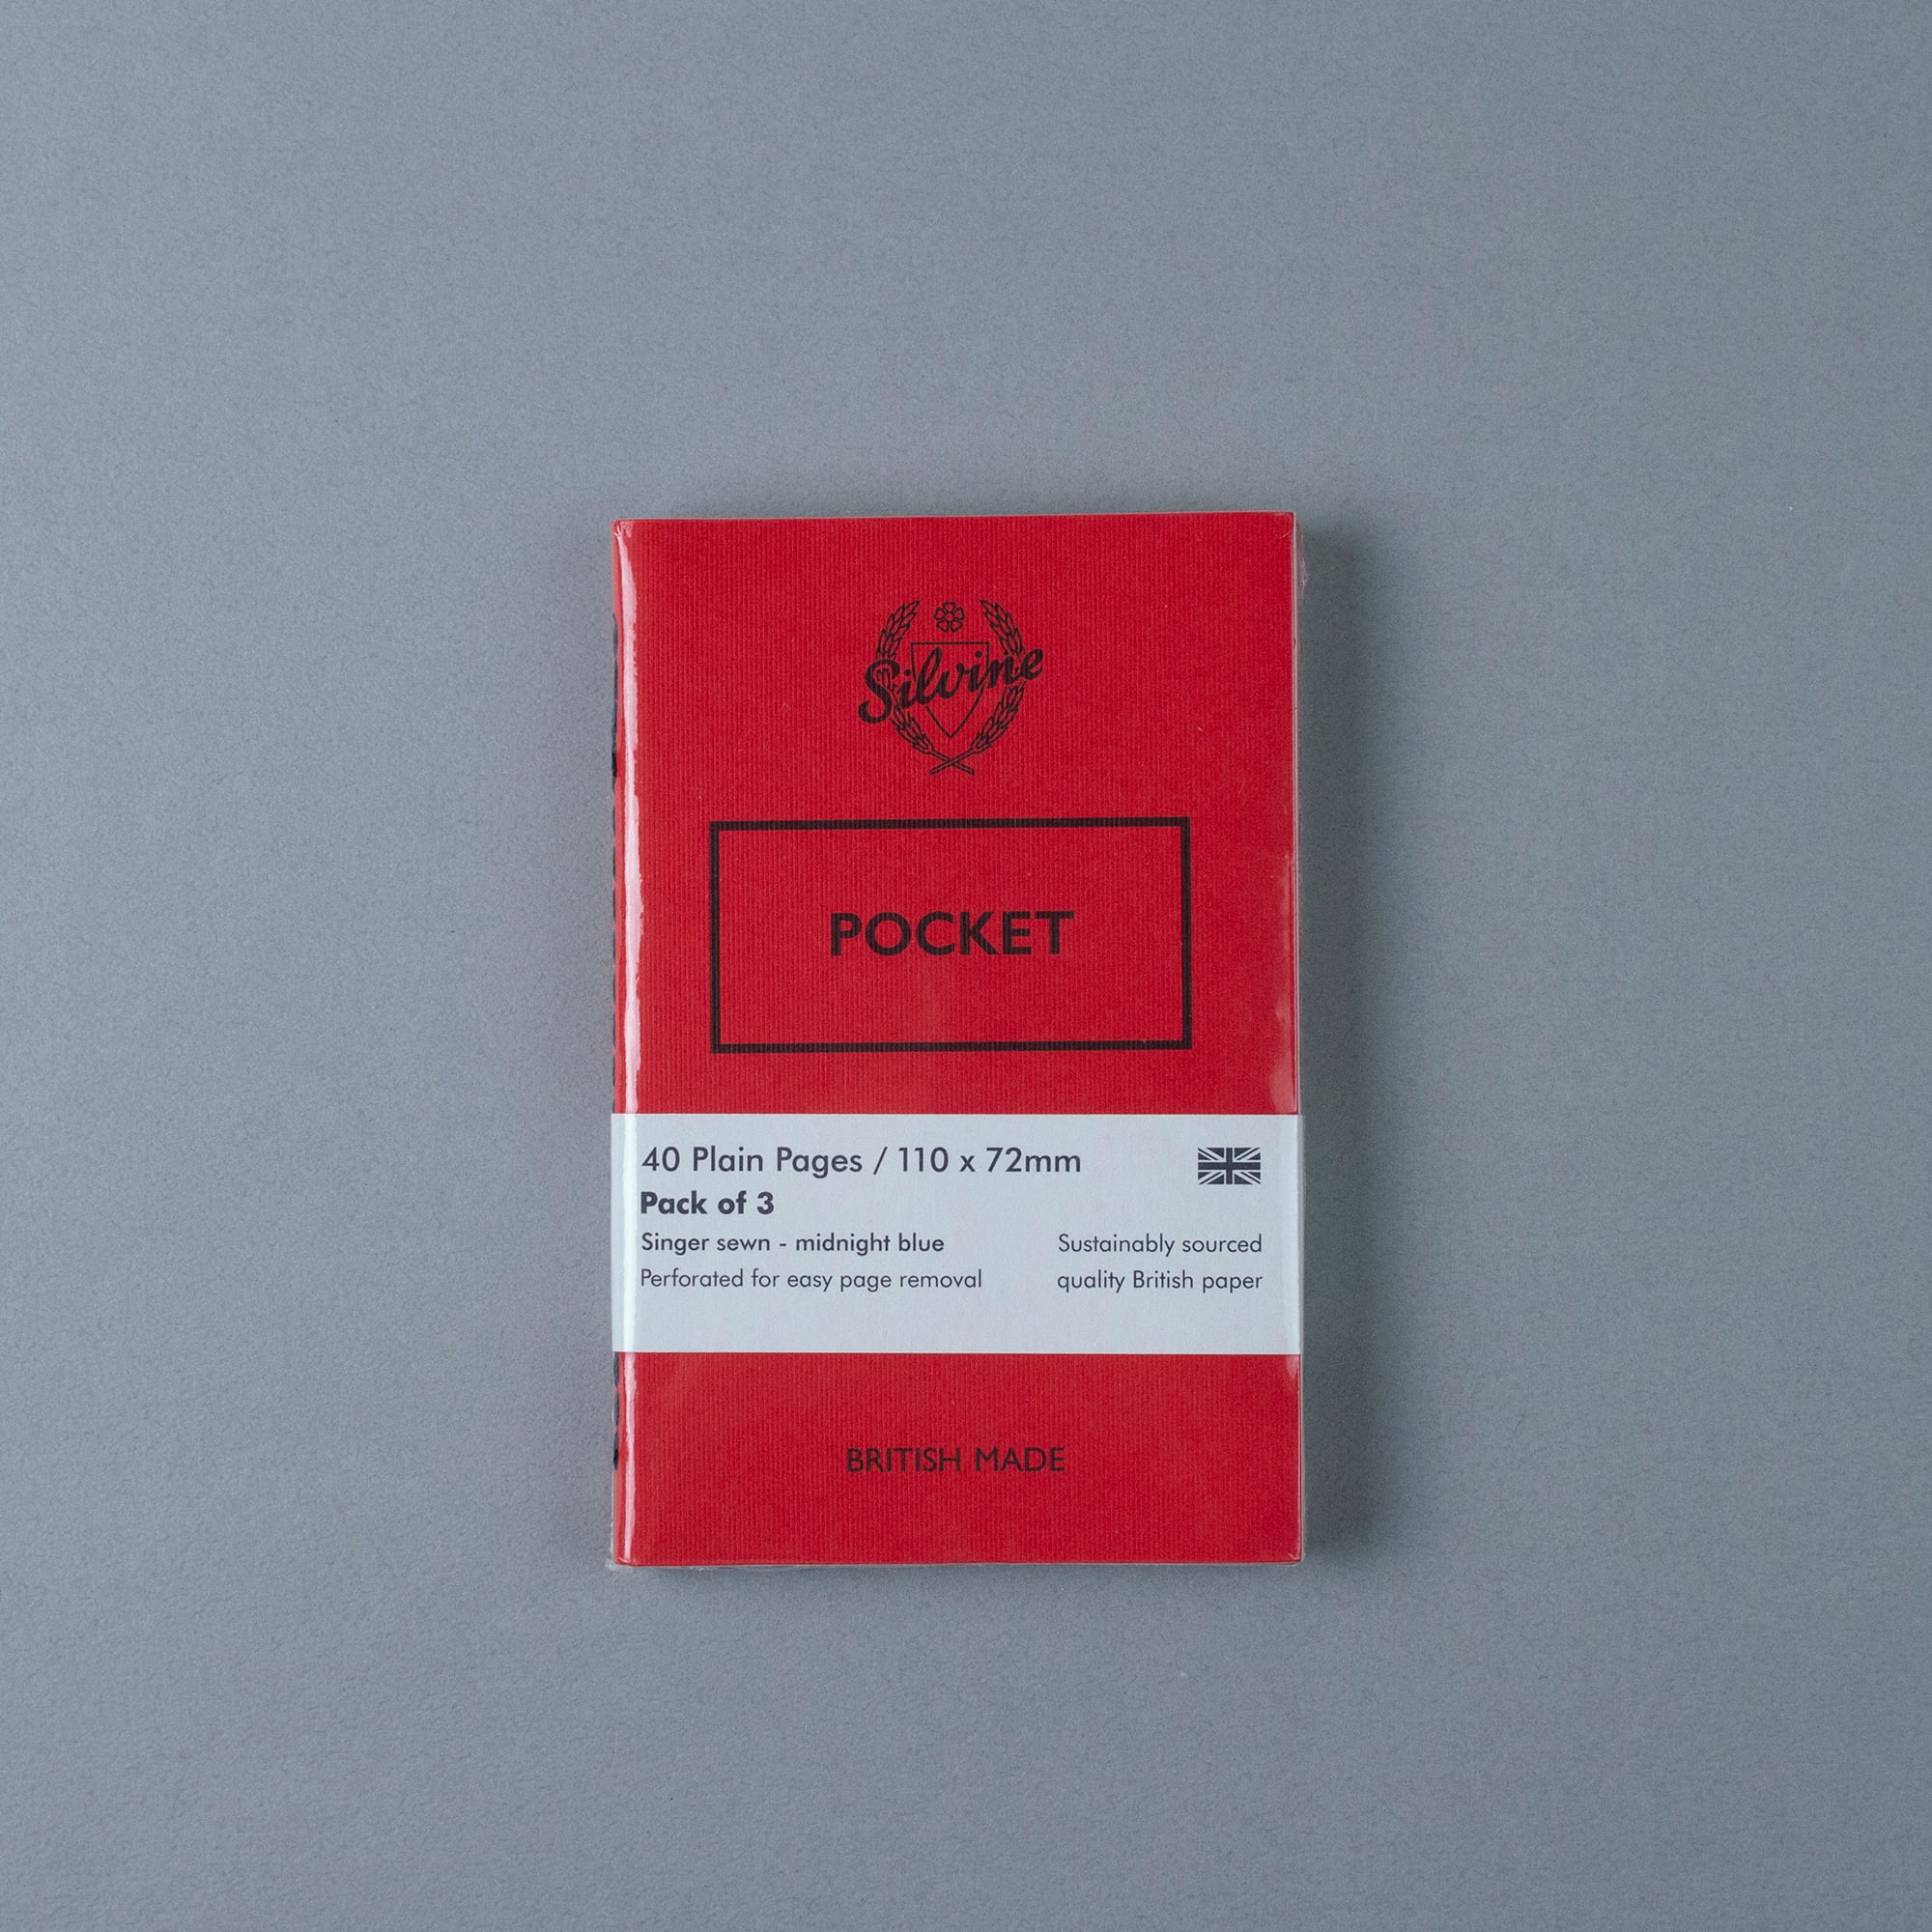 Silvine
POCKET
40 Plain Pages / 110 x 72mm
Pack of 3
Singer sewn - midnight blue
Perforated for easy page removal
Sustainably sourced
quality British paper
BRITISH MADE